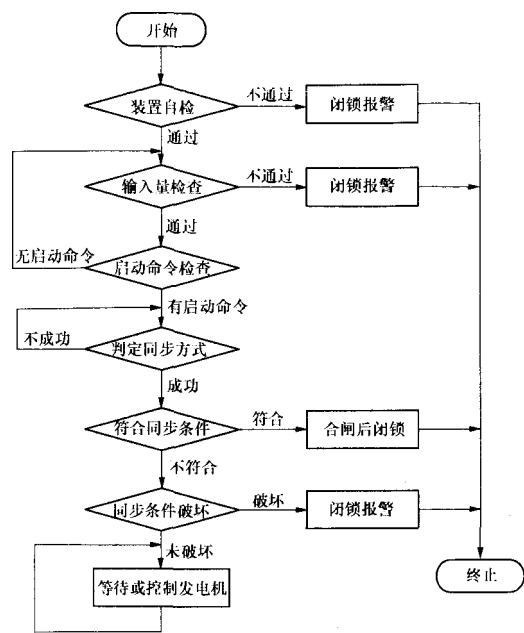 开始
装置自检
不通过
闭锁报警
通过
输入量检查
不通过
闭锁报警
通过
无启动命令
启动命令检查
有启动命令
不成功
判定同步方式
成功
符合同步条件
符合
合闸后闭锁
不符合
同步条件破坏
破坏
闭锁报警
未破坏
等待或控制发电机
终止